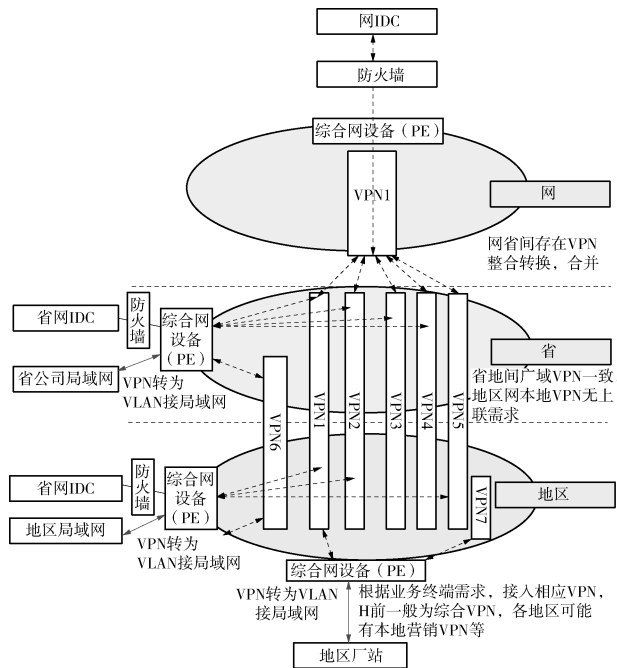 网IDC
防火墙
综合网设备（PE）
VPN1
网
网省间存在VPN
整合转换，合并
省网IDC
防
火
墙
综合网
设备
（PE）
省公司局域网
VPN转为
VLAN接局域网
VPN6
VPN1
VPN2
VPN3
VPN4
VPN5
省
省地间广域VPN一致，
地区网本地VPN无上
联需求
省网IDC
防
火
墙
综合网
设备
（PE）
地区局域网
VPN转为
VLAN接局域网
VPN7
地区
综合网设备（PE）
VPN转为VLAN
接局域网
根据业务终端需求，接入相应VPN，
H前一般为综合VPN，各地区可能
有本地营销VPN等
地区厂站